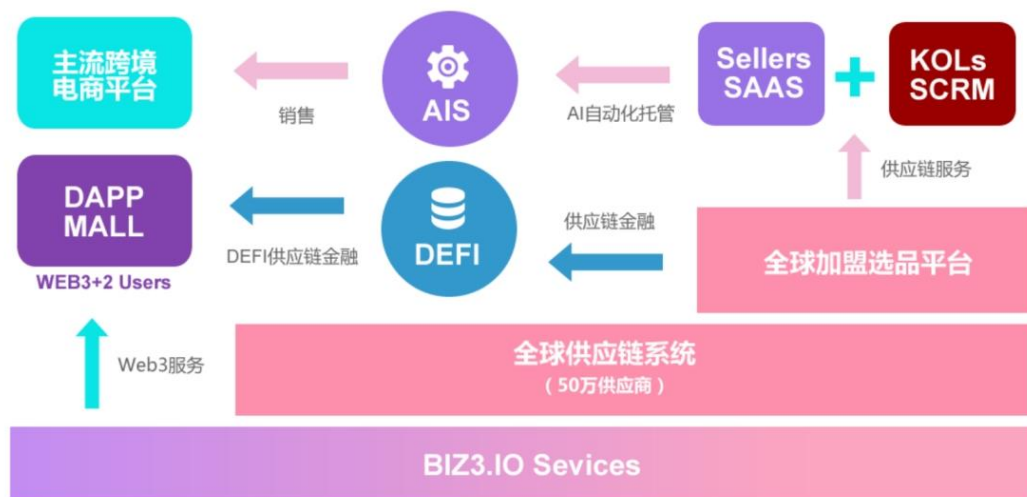 主流跨境
电商平台
销售
AIS
AI自动化托管
Sellers
SAAS
KOLs
SCRM
供应链服务
DAPP
MALL
WEB3+2 Users
DEFI供应链金融
DEFI
供应链金融
全球加盟选品平台
Web3服务
全球供应链系统
（50万供应商）
BIZ3.IO Sevices